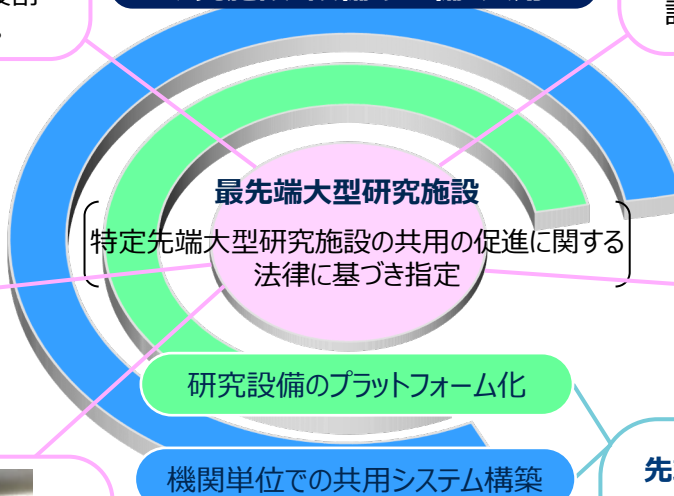 最先端大型研究施設
特定先端大型研究施設の共用の促進に関する
法律に基づき指定
研究設備のプラットフォーム化
機関単位での共用システム構築
先